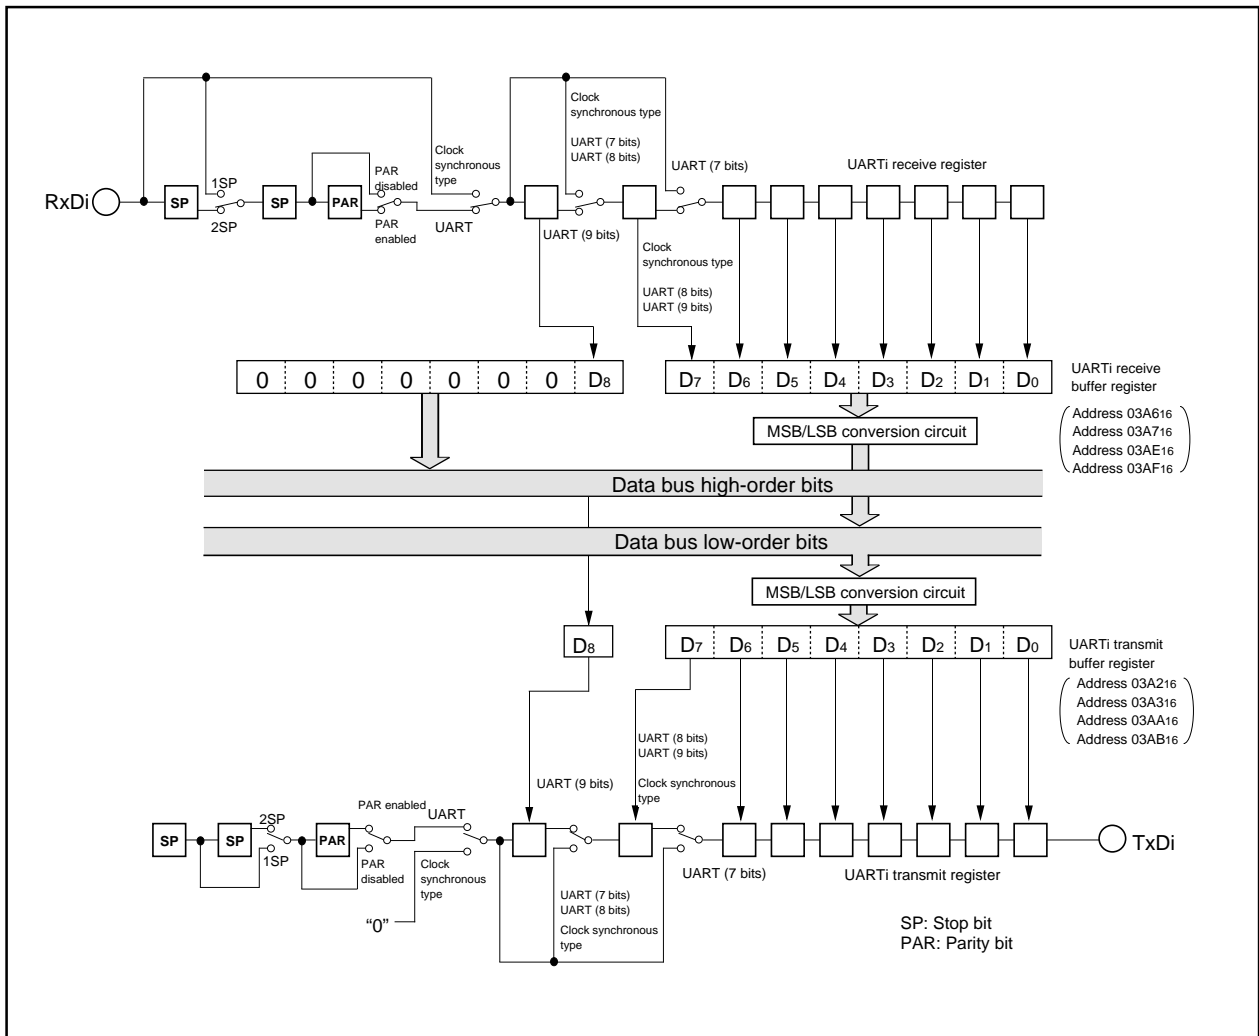 Clock
synchronous type
UART (7 bits)
UART (8 bits)
Clock
synchronous
type
PAR
disabled
UART (7 bits)
UARTi receive register
1SP
RxDi
SP
SP
PAR
2SP
PAR
enabled
UART
UART (9 bits)
Clock
synchronous type
UART (8 bits)
UART (9 bits)
0 0 0 0 0 0 0 D8
D7 D6 D5 D4 D3 D2 D1 D0
UARTi receive
buffer register
Address 03A616
Address 03A716
Address 03AE16
Address 03AF16
MSB/LSB conversion circuit
Data bus high-order bits
Data bus low-order bits
MSB/LSB conversion circuit
D8
D7 D6 D5 D4 D3 D2 D1 D0
UARTi transmit
buffer register
Address 03A216
Address 03A316
Address 03AA16
Address 03AB16
UART (8 bits)
UART (9 bits)
Clock synchronous
type
UART (9 bits)
PAR enabled
UART
2SP
SP
SP
PAR
TxDi
1SP
PAR
disabled
Clock
synchronous
type
“0”
UART (7 bits)
UART (8 bits)
Clock synchronous
type
UART (7 bits)
UARTi transmit register
SP: Stop bit
PAR: Parity bit